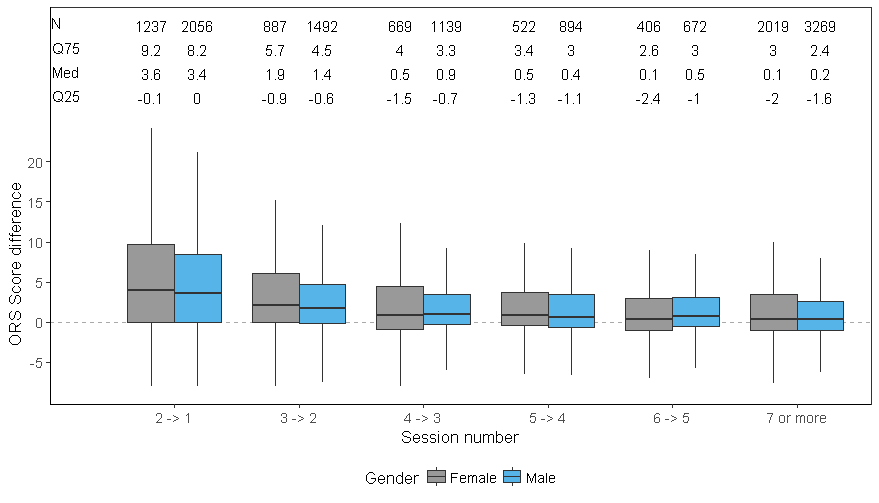 N 1237 2056 887 1492 669 1139 522 894 406 672 2019 3269
Q75 9.2 8.2 5.7 4.5 4 3.3 3.4 3 2.6 3 3 2.4
Med 3.6 3.4 1.9 1.4 0.5 0.9 0.5 0.4 0.1 0.5 0.1 0.2
Q25 -0.1 0 -0.9 -0.6 -1.5 -0.7 -1.3 -1.1 -2.4 -1 -2 -1.6
ORS Score difference
20
15
10
5
0
-5
2 -> 1 3 -> 2 4 -> 3 5 -> 4 6 -> 5 7 or more
Session number
Gender Female Male